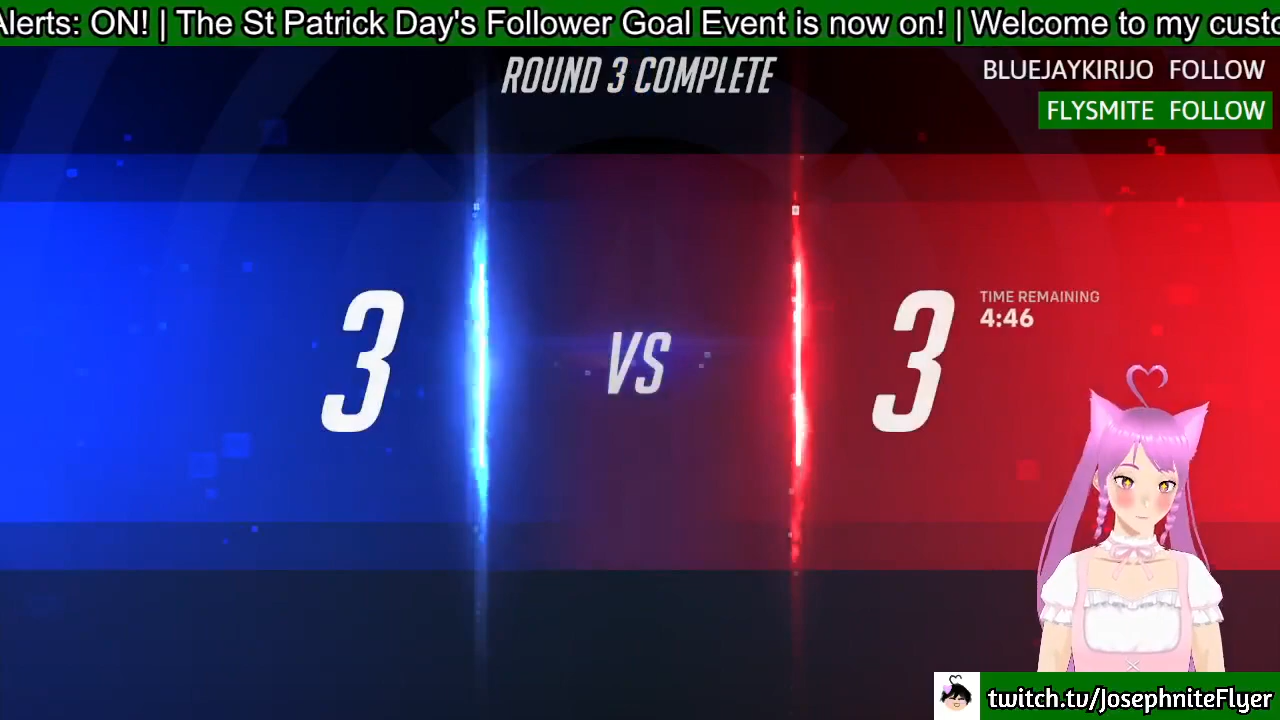 Alerts: ON! | The St Patrick Day's Follower Goal Event is now on! | Welcome to my custo
ROUND 3 COMPLETE
BLUEJAYKIRIJO FOLLOW
FLYSMITE FOLLOW
3
VS
3
TIME REMAINING
4:46
twitch.tv/JosephniteFlyer